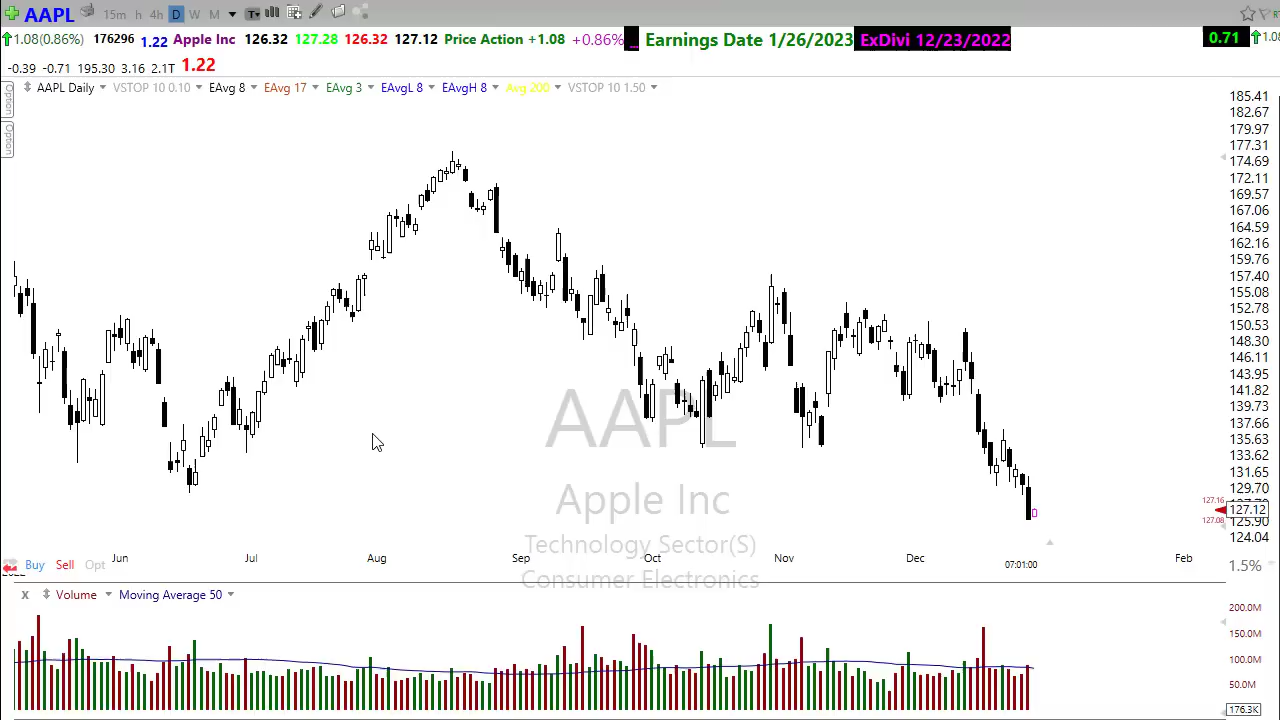 AAPL 15m h 4h D W M T
1.08(0.86%) 176296 1.22 Apple Inc 126.32 127.28 126.32 127.12 Price Action +1.08 +0.86% ... Earnings Date 1/26/2023 ExDivi 12/23/2022 0.71 1.08
-0.39 -0.71 195.30 3.16 2.1T 1.22
Option
Option
AAPL Daily VSTOP 10 0.10 EAvg 8 EAvg 17 EAvg 3 EAvgL 8 EAvgH 8 Avg 200 VSTOP 10 1.50
185.41
182.67
179.97
177.31
174.69
172.11
169.57
167.06
164.59
162.16
159.76
157.40
155.08
152.78
150.53
148.30
146.11
143.95
141.82
139.73
137.66
135.63
133.62
131.65
129.70
127.16
127.12
127.08
125.90
124.04
AAPL
Apple Inc
Technology Sector(S)
Consumer Electronics
Jun Jul Aug Sep Oct Nov Dec Feb
07:01:00
Buy Sell Opt 1.5%
X Volume Moving Average 50
200.0M
150.0M
100.0M
50.0M
176.3K